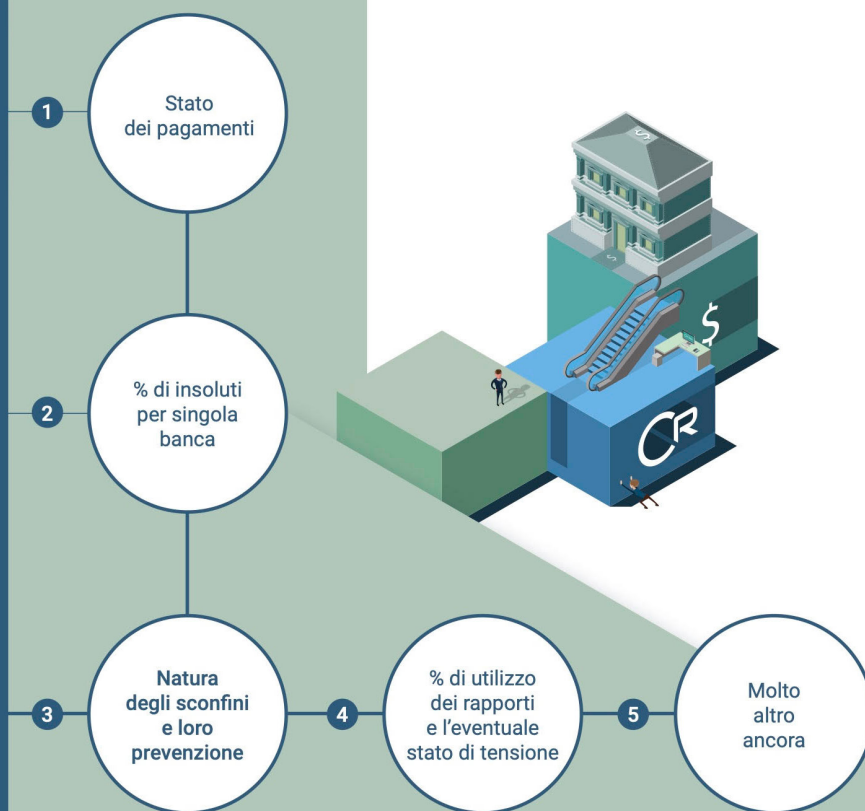 1
Stato
dei pagamenti
2
% di insoluti
per singola
banca
3
Natura
degli sconfini
e loro
prevenzione
4
% di utilizzo
dei rapporti
e l'eventuale
stato di tensione
5
Molto
altro
ancora
$
$
$
CR